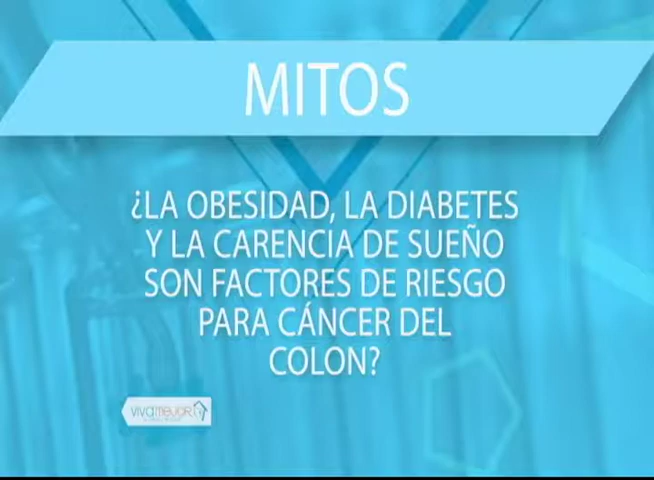 MITOS
¿LA OBESIDAD, LA DIABETES
Y LA CARENCIA DE SUEÑO
SON FACTORES DE RIESGO
PARA CÁNCER DEL
COLON?
vivamejor